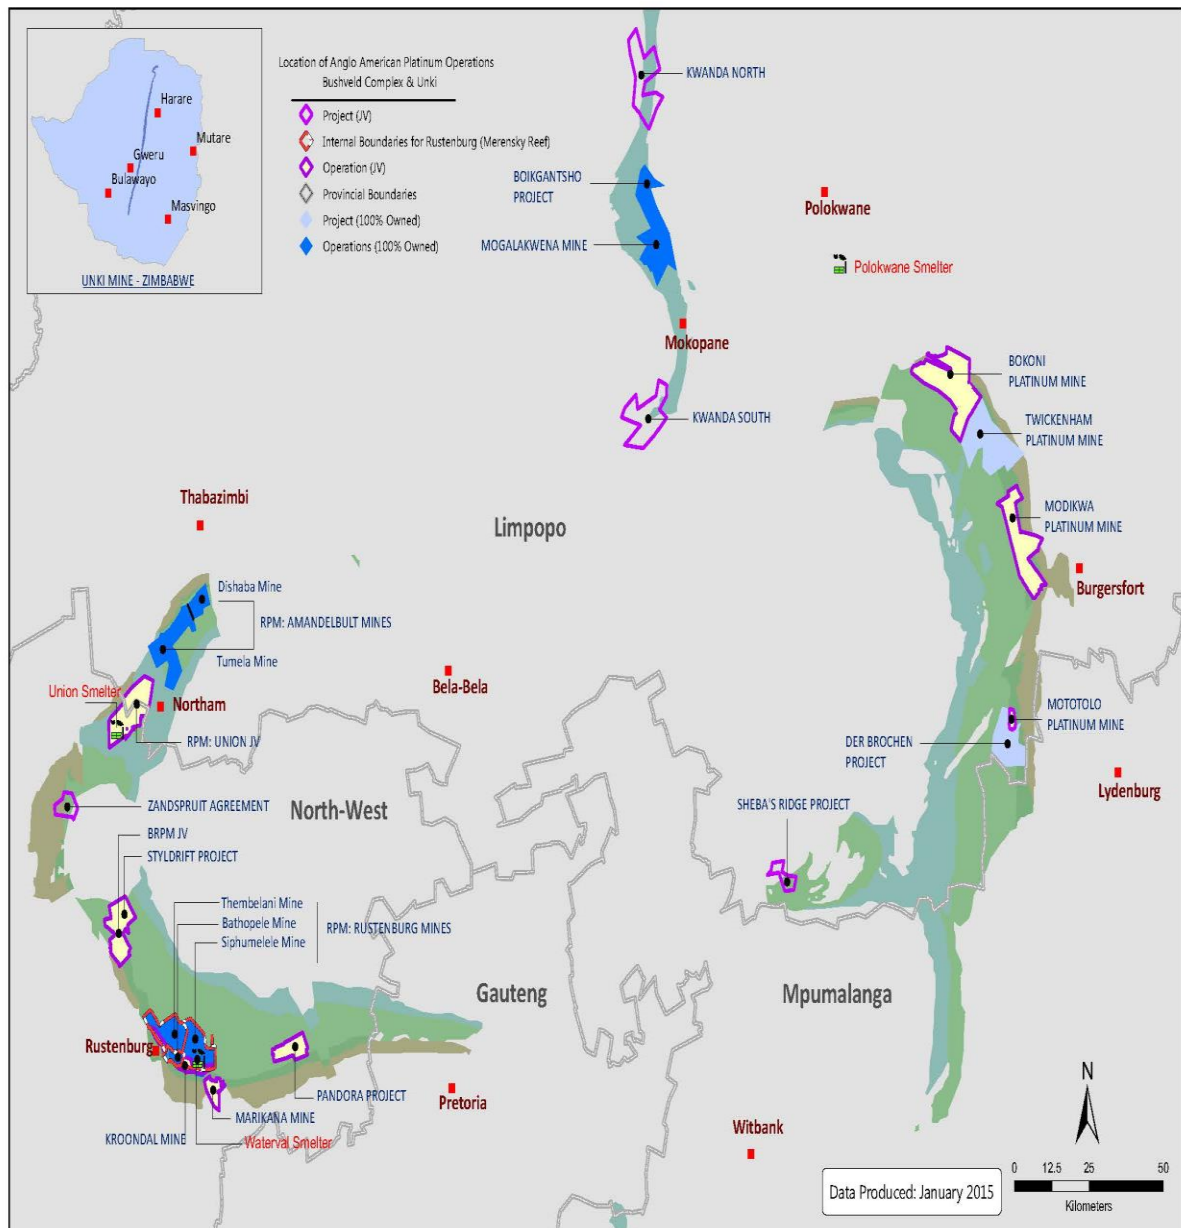 Harare
Mutare
Gweru
Bulawayo
Masvingo
UNKI MINE - ZIMBABWE
Location of Anglo American Platinum Operations
Bushveld Complex & Unki
Project (JV)
Internal Boundaries for Rustenburg (Merensky Reef)
Operation (JV)
Provincial Boundaries
Project (100% Owned)
Operations (100% Owned)
KWANDA NORTH
BOIKGANTSHO
PROJECT
MOGALAKWENA MINE
Polokwane
Polokwane Smelter
Mokopane
KWANDA SOUTH
BOKONI
PLATINUM MINE
TWICKENHAM
PLATINUM MINE
MODIKWA
PLATINUM MINE
Burgersfort
Thabazimbi
Limpopo
Dishaba Mine
RPM: AMANDELBULT MINES
Tumela Mine
Union Smelter
Northam
RPM: UNION JV
Bela-Bela
MOTOTOLO
PLATINUM MINE
DER BROCHEN
PROJECT
Lydenburg
ZANDSPRUIT AGREEMENT
North-West
BRPM JV
STYLDRIFT PROJECT
SHEBA'S RIDGE PROJECT
Thembelani Mine
Bathopele Mine
Siphumelele Mine
RPM: RUSTENBURG MINES
Gauteng
Mpumalanga
Rustenburg
PANDORA PROJECT
Pretoria
MARIKANA MINE
KROONDAL MINE
Waterval Smelter
Witbank
N
Data Produced: January 2015
0 12.5 25 50
Kilometers